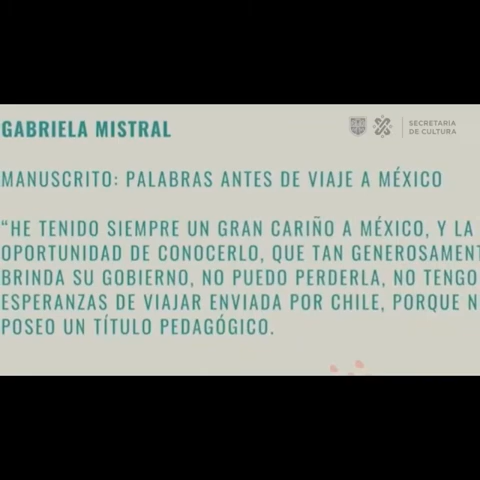 GABRIELA MISTRAL
SECRETARÍA
DE CULTURA
MANUSCRITO: PALABRAS ANTES DE VIAJE A MÉXICO
“HE TENIDO SIEMPRE UN GRAN CARIÑO A MÉXICO, Y LA
OPORTUNIDAD DE CONOCERLO, QUE TAN GENEROSAMENT
BRINDA SU GOBIERNO, NO PUEDO PERDERLA, NO TENGO
ESPERANZAS DE VIAJAR ENVIADA POR CHILE, PORQUE N
POSEO UN TÍTULO PEDAGÓGICO.